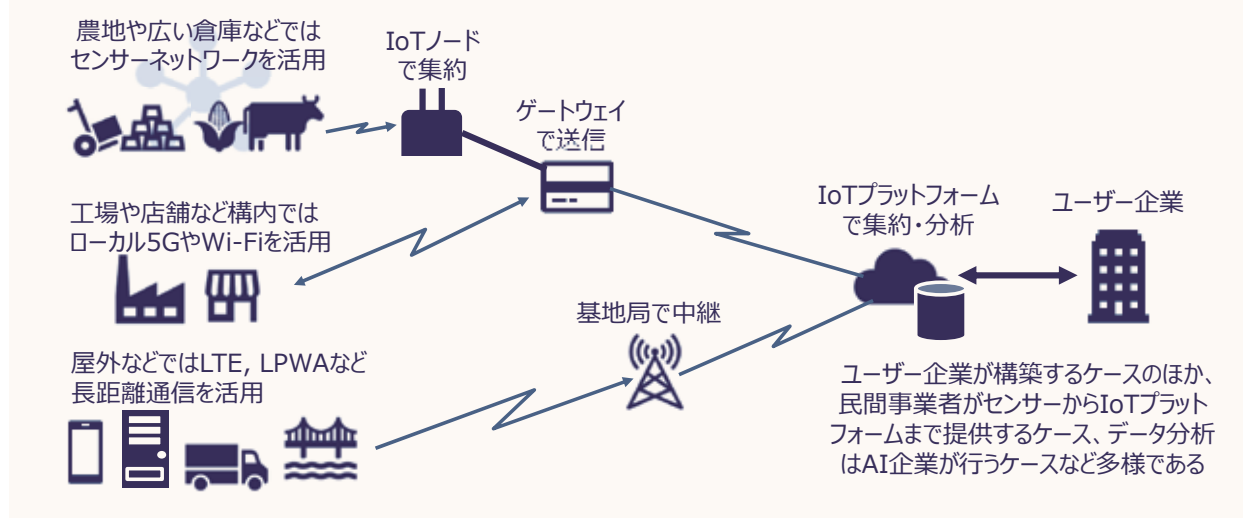 農地や広い倉庫などでは
センサーネットワークを活用
IoTノード
で集約
ゲートウェイ
で送信
工場や店舗など構内では
ローカル5GやWi-Fiを活用
IoTプラットフォーム
で集約・分析
ユーザー企業
基地局で中継
屋外などではLTE, LPWAなど
長距離通信を活用
ユーザー企業が構築するケースのほか、
民間事業者がセンサーからIoTプラット
フォームまで提供するケース、データ分析
はAI企業が行うケースなど多様である